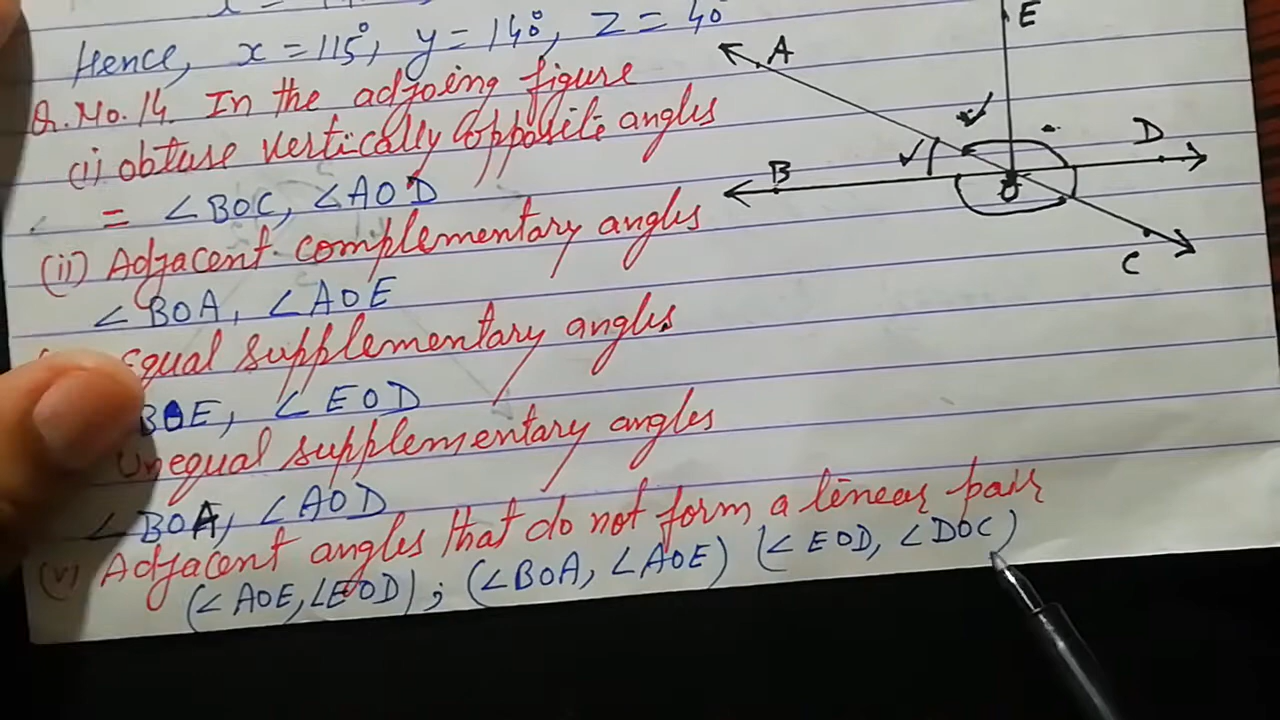 Hence, x = 115°, y = 140°, z = 40°
Q.No.14. In the adjoing figure
(i) obtuse vertically opposite angles
= ∠BOC, ∠AOD
(ii) Adjacent complementary angles
∠BOA, ∠AOE
Equal supplementary angles
BOE, ∠EOD
Unequal supplementary angles
∠BOA, ∠AOD
(v) Adjacent angles that do not form a linear pair
(∠AOE, ∠EOD) ; (∠BOA, ∠AOE) (∠EOD, ∠DOC)
E
A
D
B
O
C